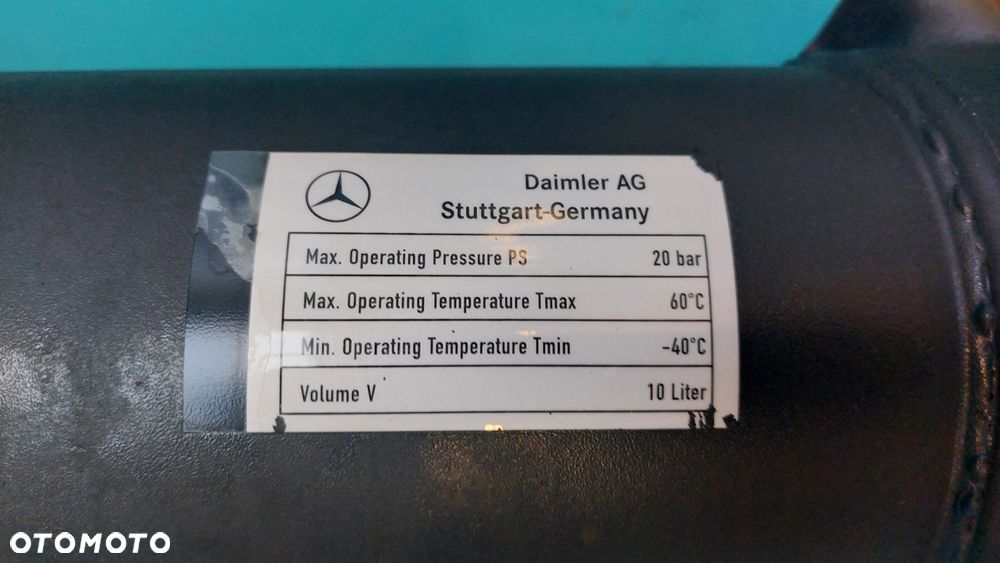 Daimler AG
Stuttgart-Germany
Max. Operating Pressure PS 20 bar
Max. Operating Temperature Tmax 60°C
Min. Operating Temperature Tmin -40°C
Volume V 10 Liter
OTOMOTO